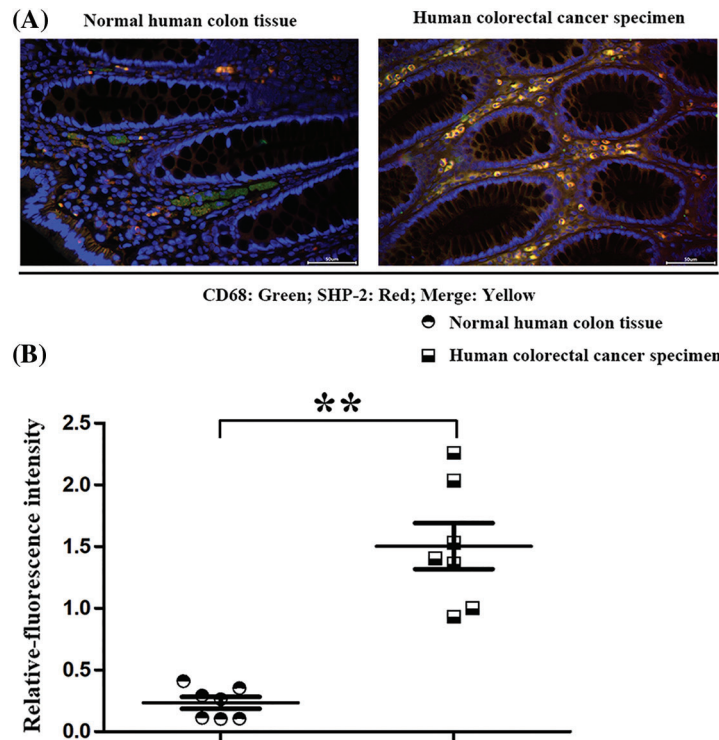 (A)
Normal human colon tissue
Human colorectal cancer specimen
50um
50um
CD68: Green; SHP-2: Red; Merge: Yellow
Normal human colon tissue
(B)
Human colorectal cancer specimen
**
Relative-fluorescence intensity
2.5
2.0
1.5
1.0
0.5
0.0